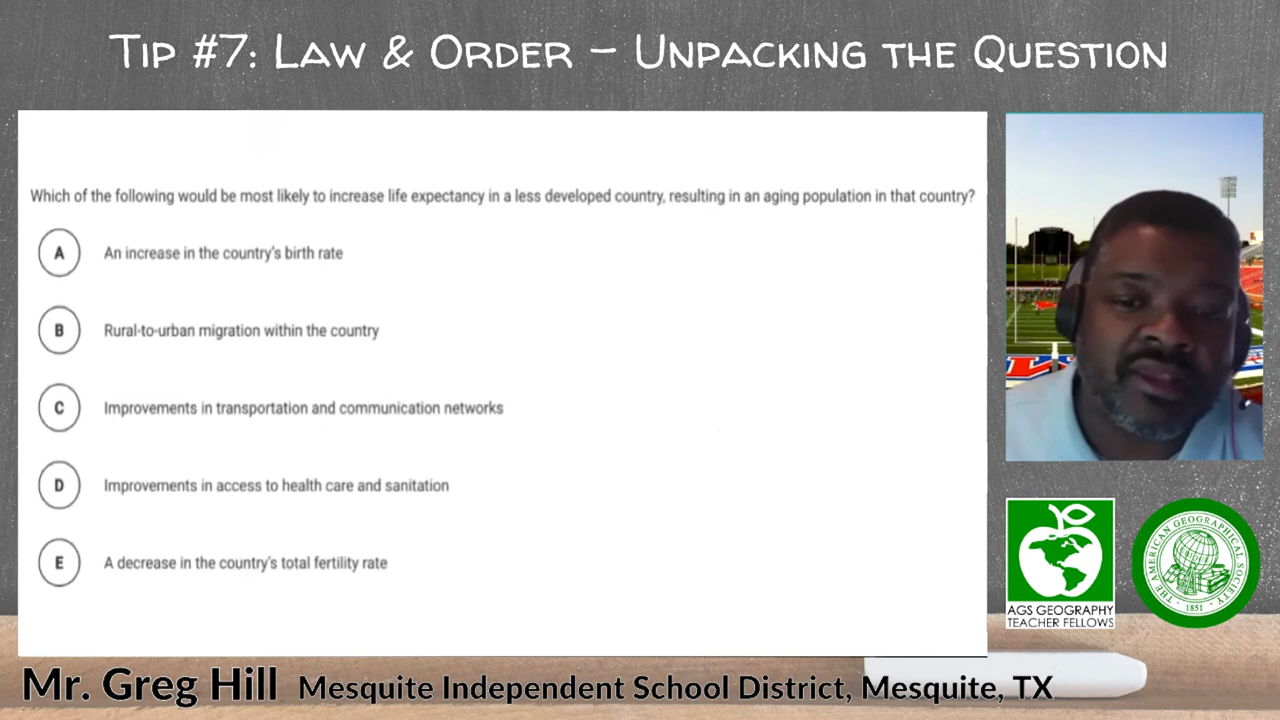 Tip #7: Law & Order – Unpacking the Question
Which of the following would be most likely to increase life expectancy in a less developed country, resulting in an aging population in that country?
A An increase in the country's birth rate
B Rural-to-urban migration within the country
C Improvements in transportation and communication networks
D Improvements in access to health care and sanitation
E A decrease in the country's total fertility rate
AGS GEOGRAPHY
TEACHER FELLOWS
THE AMERICAN GEOGRAPHICAL SOCIETY
1851
Mr. Greg Hill Mesquite Independent School District, Mesquite, TX